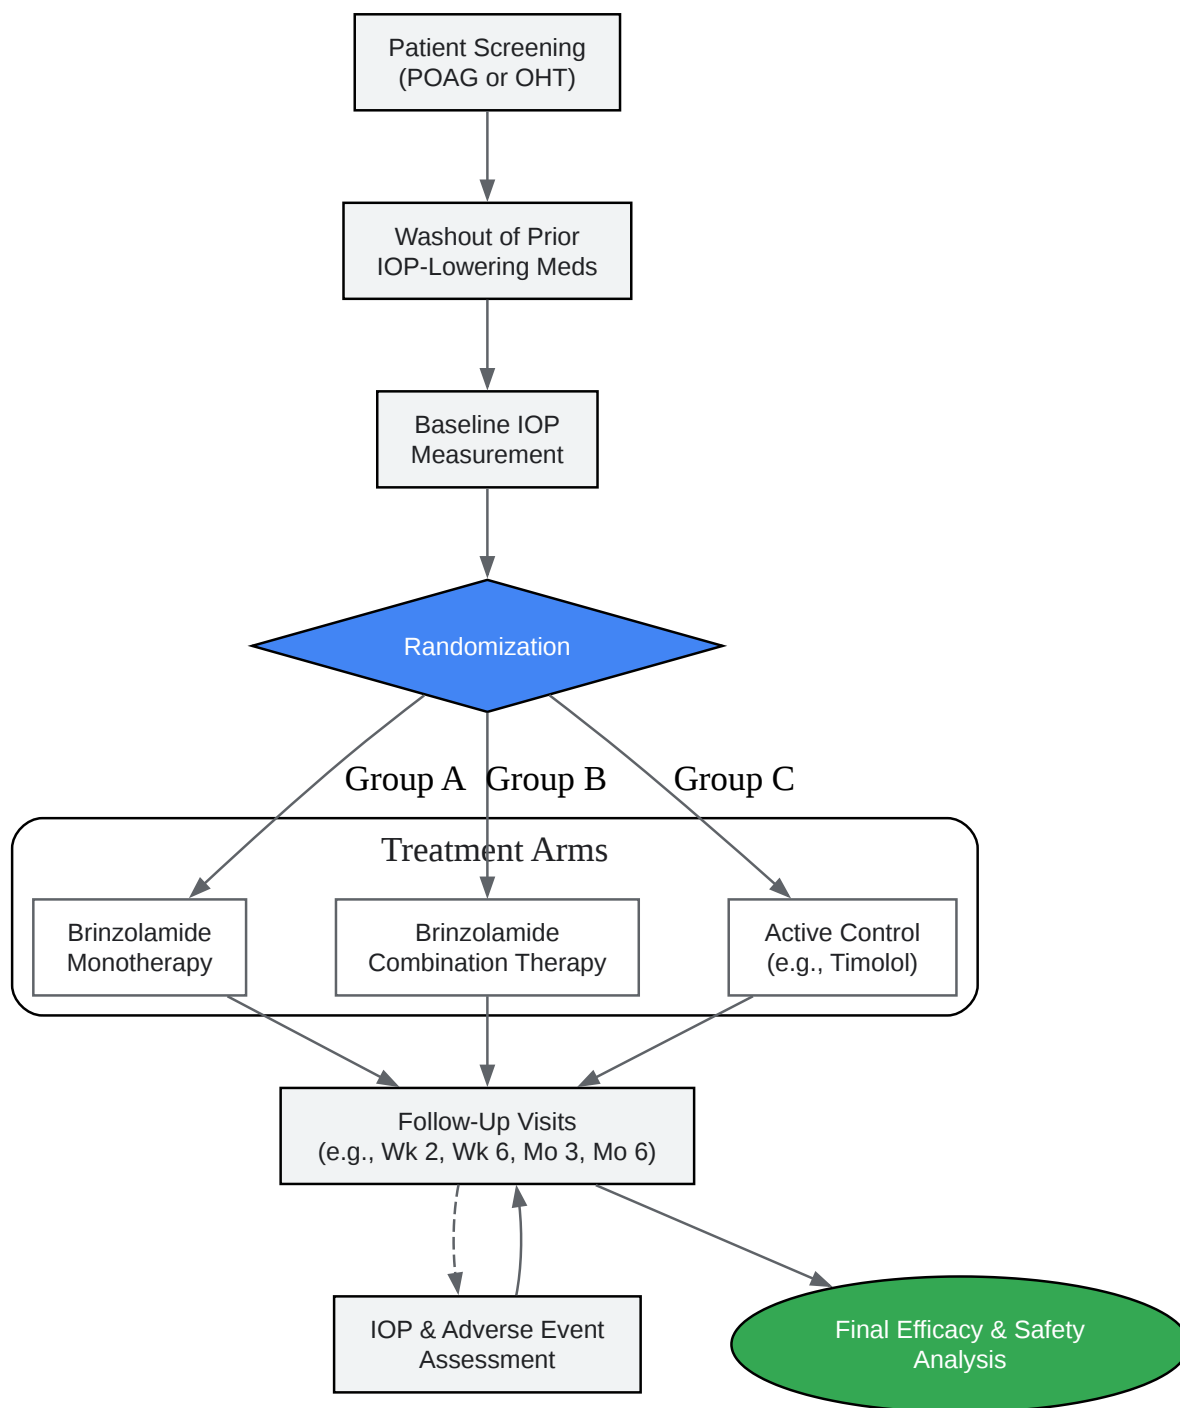 Patient Screening
(POAG or OHT)
Washout of Prior
IOP-Lowering Meds
Baseline IOP
Measurement
Randomization
Group A
Group B
Group C
Treatment Arms
Brinzolamide
Monotherapy
Brinzolamide
Combination Therapy
Active Control
(e.g., Timolol)
Follow-Up Visits
(e.g., Wk 2, Wk 6, Mo 3, Mo 6)
IOP & Adverse Event
Assessment
Final Efficacy & Safety
Analysis